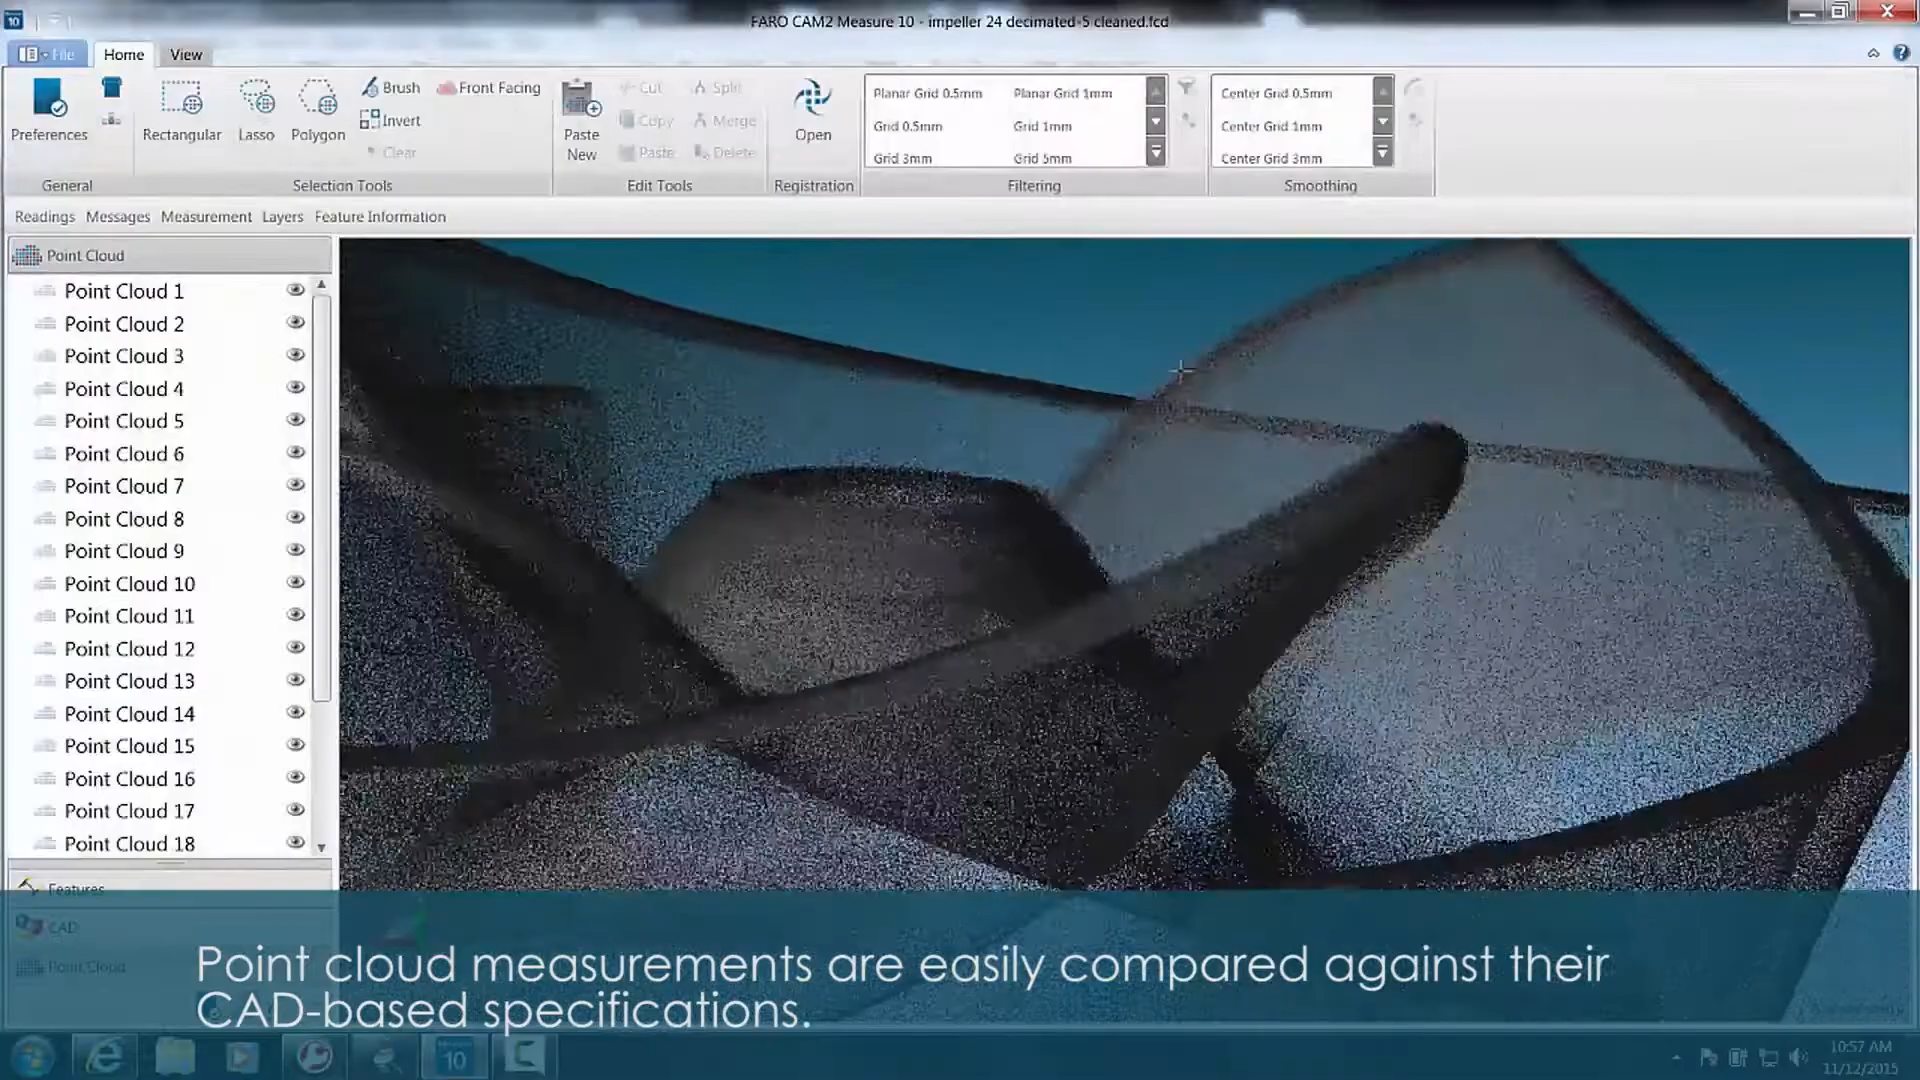 10
FARO CAM2 Measure 10 - impeller 24 decimated-5 cleaned.fcd
File Home View
Preferences
General
Rectangular Lasso Polygon
Brush Front Facing
Invert
Clear
Selection Tools
Paste New
Cut Split
Copy Merge
Paste Delete
Edit Tools
Open
Registration
Planar Grid 0.5mm Planar Grid 1mm
Grid 0.5mm Grid 1mm
Grid 3mm Grid 5mm
Filtering
Center Grid 0.5mm
Center Grid 1mm
Center Grid 3mm
Smoothing
Readings Messages Measurement Layers Feature Information
Point Cloud
Point Cloud 1
Point Cloud 2
Point Cloud 3
Point Cloud 4
Point Cloud 5
Point Cloud 6
Point Cloud 7
Point Cloud 8
Point Cloud 9
Point Cloud 10
Point Cloud 11
Point Cloud 12
Point Cloud 13
Point Cloud 14
Point Cloud 15
Point Cloud 16
Point Cloud 17
Point Cloud 18
Features
CAD
Point Cloud
Point cloud measurements are easily compared against their
CAD-based specifications.
10
10:57 AM
11/12/2015